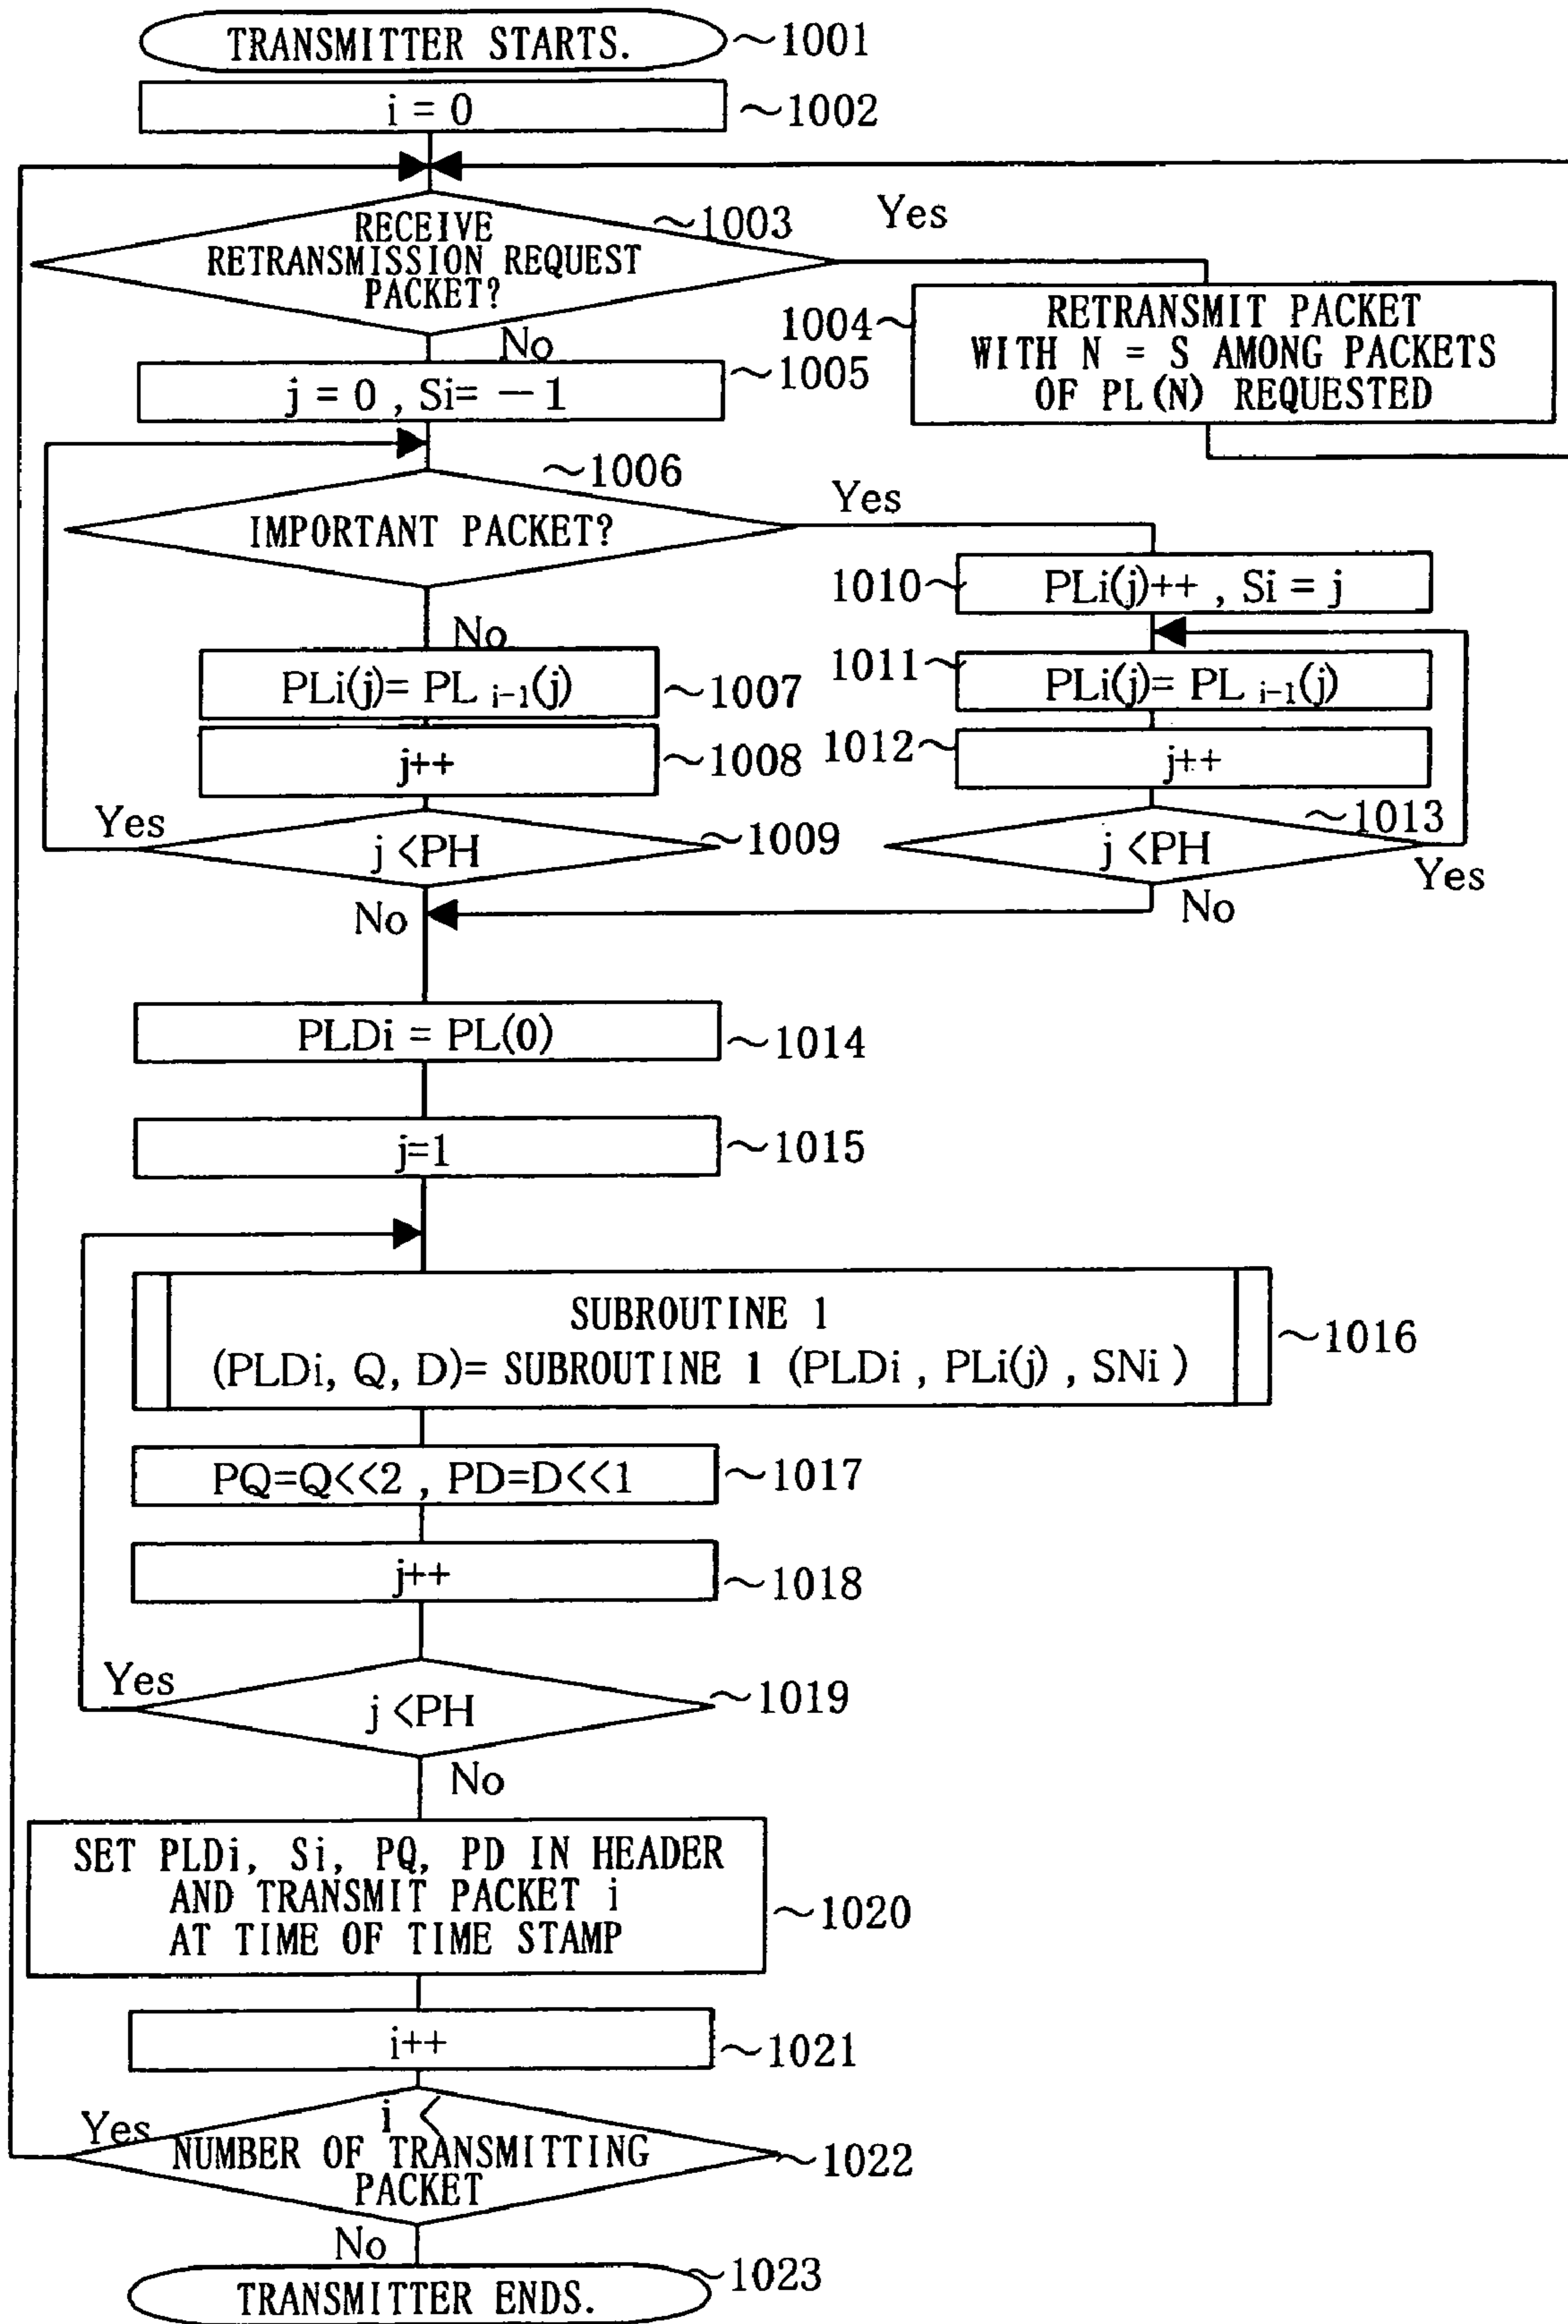 TRANSMITTER STARTS.
~1001
i = 0
~1002
RECEIVE
RETRANSMISSION REQUEST
PACKET?
~1003
Yes
1004~
RETRANSMIT PACKET
WITH N = S AMONG PACKETS
OF PL(N) REQUESTED
No
j = 0 , Si= −1
~1005
~1006
IMPORTANT PACKET?
Yes
1010~
PLi(j)++ , Si = j
No
PLi(j)= PL i-1(j)
~1007
1011~
PLi(j)= PL i-1(j)
j++
~1008
1012~
j++
Yes
j <PH
~1009
j <PH
~1013
Yes
No
No
PLDi = PL(0)
~1014
j=1
~1015
SUBROUTINE 1
(PLDi, Q, D)= SUBROUTINE 1 (PLDi , PLi(j) , SNi )
~1016
PQ=Q<<2 , PD=D<<1
~1017
j++
~1018
Yes
j <PH
~1019
No
SET PLDi, Si, PQ, PD IN HEADER
AND TRANSMIT PACKET i
AT TIME OF TIME STAMP
~1020
i++
~1021
Yes
i <
NUMBER OF TRANSMITTING
PACKET
~1022
No
TRANSMITTER ENDS.
~1023